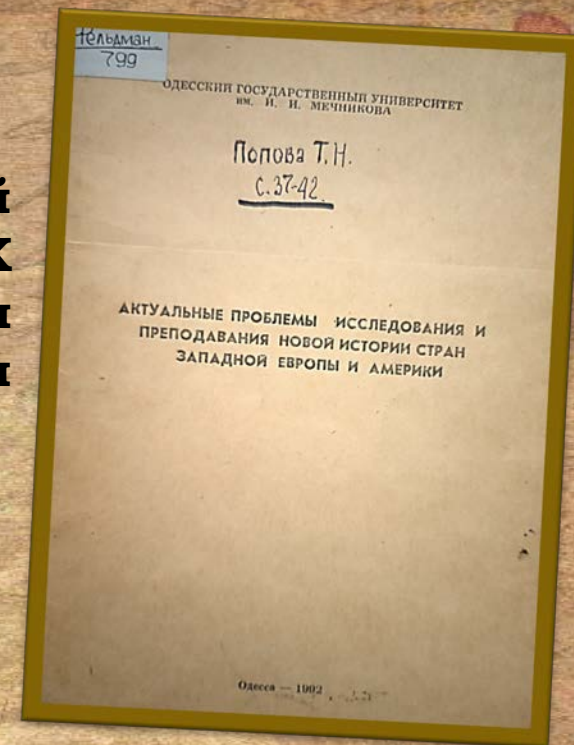 Фельдман
799
ОДЕССКИЙ ГОСУДАРСТВЕННЫЙ УНИВЕРСИТЕТ
им. И. И. МЕЧНИКОВА
Попова Т.Н.
С. 37-42.
АКТУАЛЬНЫЕ ПРОБЛЕМЫ ИССЛЕДОВАНИЯ И
ПРЕПОДАВАНИЯ НОВОЙ ИСТОРИИ СТРАН
ЗАПАДНОЙ ЕВРОПЫ И АМЕРИКИ
Одесса — 1992